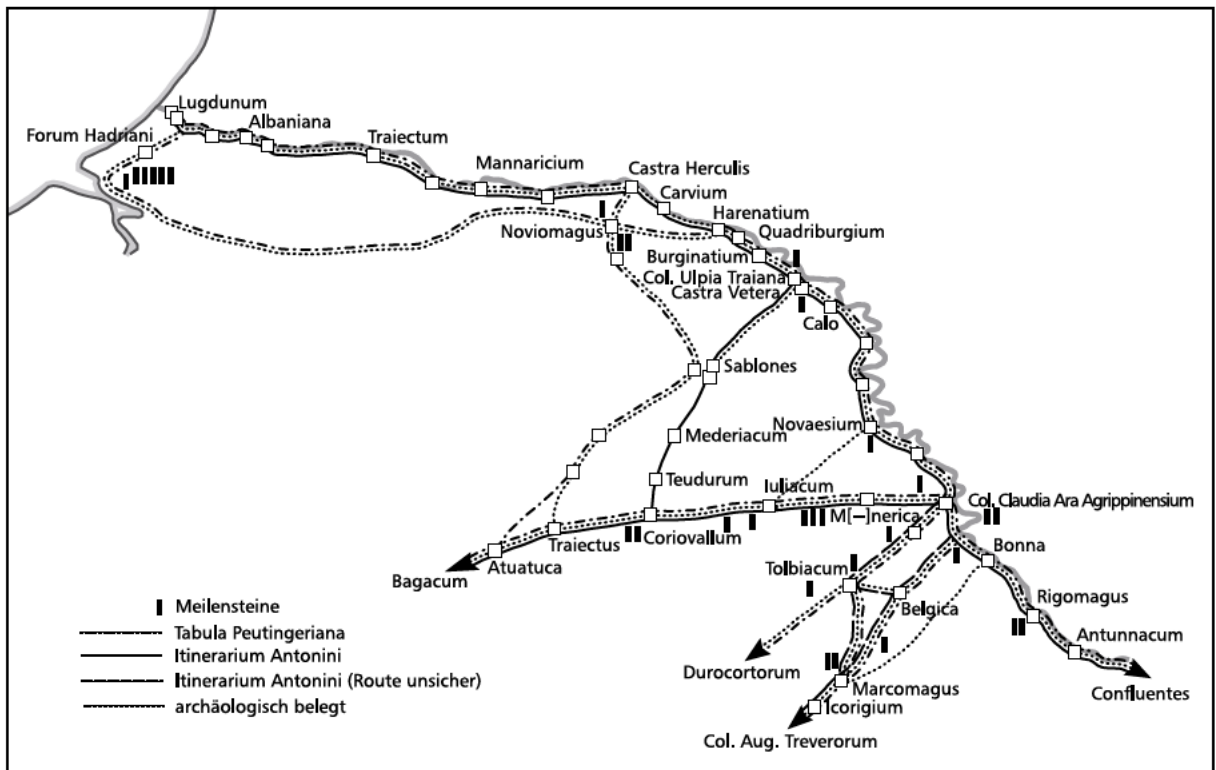 Lugdunum
Albaniana
Forum Hadriani
Traiectum
Mannaricium
Castra Herculis
Carvium
Harenatium
Noviomagus
Quadriburgium
Burginatium
Col. Ulpia Traiana
Castra Vetera
Calo
Sablones
Novaesium
Mederiacum
Teudurum
Iuliacum
Col. Claudia Ara Agrippinensium
M[–]nerica
Traiectus
Coriovallum
Bonna
Atuatuca
Bagacum
Tolbiacum
Belgica
Rigomagus
Antunnacum
Durocortorum
Marcomagus
Confluentes
Icorigium
Col. Aug. Treverorum
Meilensteine
Tabula Peutingeriana
Itinerarium Antonini
Itinerarium Antonini (Route unsicher)
archäologisch belegt